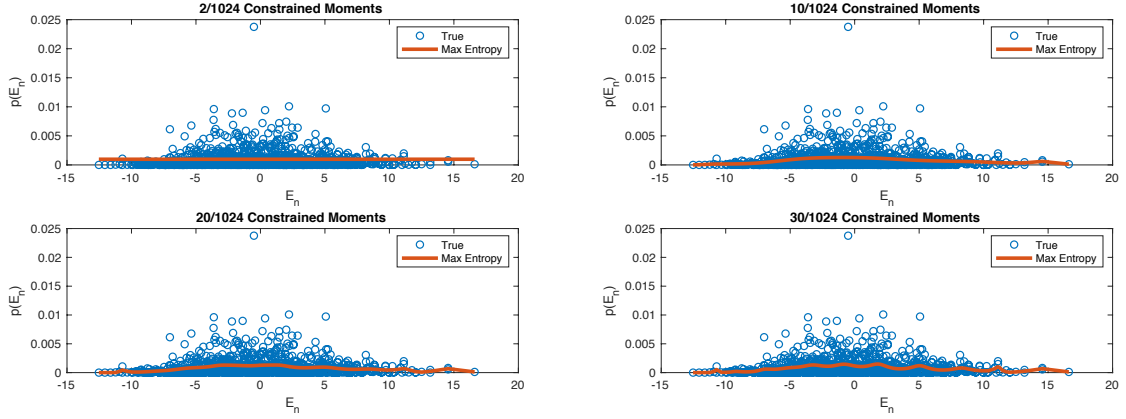 2/1024 Constrained Moments
0.025
0.02
0.015
0.01
0.005
0
p(E_n)
-15
-10
-5
0
5
10
15
20
E_n
True
Max Entropy
10/1024 Constrained Moments
0.025
0.02
0.015
0.01
0.005
0
p(E_n)
-15
-10
-5
0
5
10
15
20
E_n
True
Max Entropy
20/1024 Constrained Moments
0.025
0.02
0.015
0.01
0.005
0
p(E_n)
-15
-10
-5
0
5
10
15
20
E_n
True
Max Entropy
30/1024 Constrained Moments
0.025
0.02
0.015
0.01
0.005
0
p(E_n)
-15
-10
-5
0
5
10
15
20
E_n
True
Max Entropy